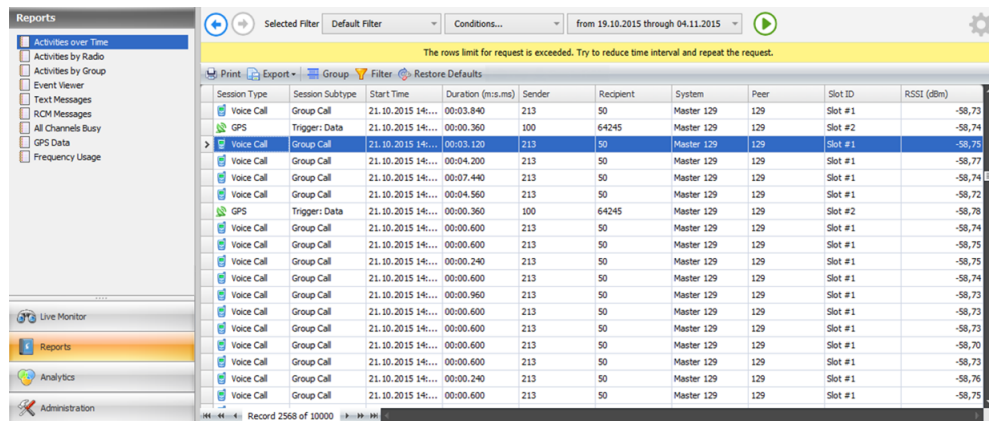 Reports
Activities over Time
Activities by Radio
Activities by Group
Event Viewer
Text Messages
RCM Messages
All Channels Busy
GPS Data
Frequency Usage
Live Monitor
Reports
Analytics
Administration
Selected Filter Default Filter Conditions... from 19.10.2015 through 04.11.2015
The rows limit for request is exceeded. Try to reduce time interval and repeat the request.
Print Export Group Filter Restore Defaults
Session Type Session Subtype Start Time Duration (m:s.ms) Sender Recipient System Peer Slot ID RSSI (dBm)
Voice Call Group Call 21.10.2015 14:... 00:03.840 213 50 Master 129 129 Slot #1 -58,73
GPS Trigger: Data 21.10.2015 14:... 00:00.360 100 64245 Master 129 129 Slot #2 -58,74
Voice Call Group Call 21.10.2015 14:... 00:03.120 213 50 Master 129 129 Slot #1 -58,75
Voice Call Group Call 21.10.2015 14:... 00:04.200 213 50 Master 129 129 Slot #1 -58,77
Voice Call Group Call 21.10.2015 14:... 00:07.440 213 50 Master 129 129 Slot #1 -58,74
Voice Call Group Call 21.10.2015 14:... 00:04.560 213 50 Master 129 129 Slot #1 -58,72
GPS Trigger: Data 21.10.2015 14:... 00:00.360 100 64245 Master 129 129 Slot #2 -58,78
Voice Call Group Call 21.10.2015 14:... 00:00.600 213 50 Master 129 129 Slot #1 -58,74
Voice Call Group Call 21.10.2015 14:... 00:00.600 213 50 Master 129 129 Slot #1 -58,75
Voice Call Group Call 21.10.2015 14:... 00:00.240 213 50 Master 129 129 Slot #1 -58,75
Voice Call Group Call 21.10.2015 14:... 00:00.600 213 50 Master 129 129 Slot #1 -58,74
Voice Call Group Call 21.10.2015 14:... 00:00.960 213 50 Master 129 129 Slot #1 -58,73
Voice Call Group Call 21.10.2015 14:... 00:00.600 213 50 Master 129 129 Slot #1 -58,73
Voice Call Group Call 21.10.2015 14:... 00:00.600 213 50 Master 129 129 Slot #1 -58,73
Voice Call Group Call 21.10.2015 14:... 00:00.600 213 50 Master 129 129 Slot #1 -58,70
Voice Call Group Call 21.10.2015 14:... 00:00.600 213 50 Master 129 129 Slot #1 -58,73
Voice Call Group Call 21.10.2015 14:... 00:00.240 213 50 Master 129 129 Slot #1 -58,76
Voice Call Group Call 21.10.2015 14:... 00:00.600 213 50 Master 129 129 Slot #1 -58,75
Record 2568 of 10000